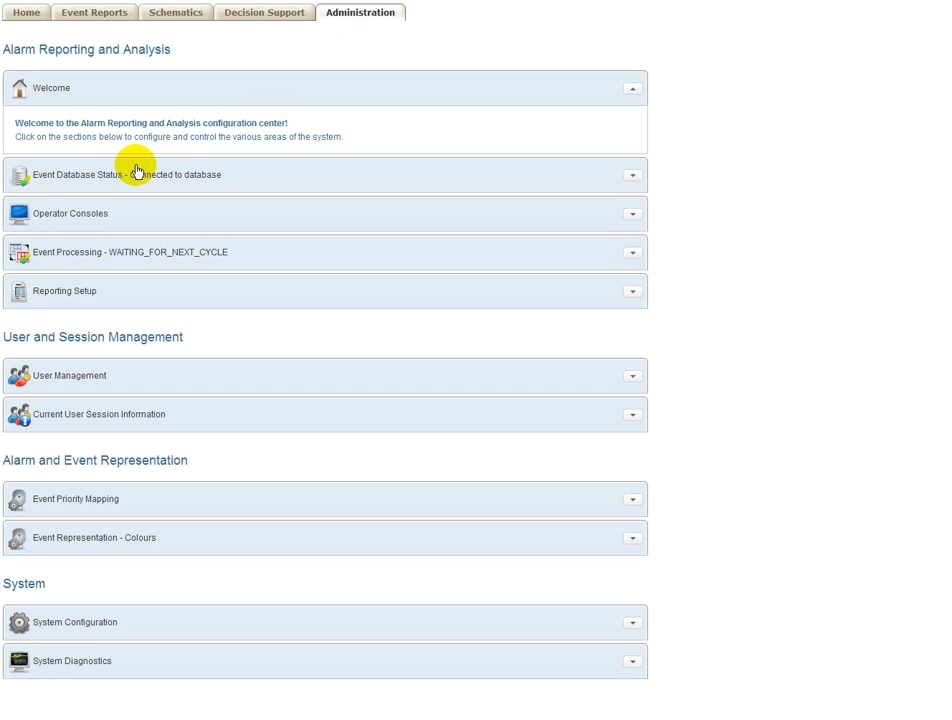 Home Event Reports Schematics Decision Support Administration
Alarm Reporting and Analysis
Welcome
Welcome to the Alarm Reporting and Analysis configuration center!
Click on the sections below to configure and control the various areas of the system.
Event Database Status - Connected to database
Operator Consoles
Event Processing - WAITING_FOR_NEXT_CYCLE
Reporting Setup
User and Session Management
User Management
Current User Session Information
Alarm and Event Representation
Event Priority Mapping
Event Representation - Colours
System
System Configuration
System Diagnostics